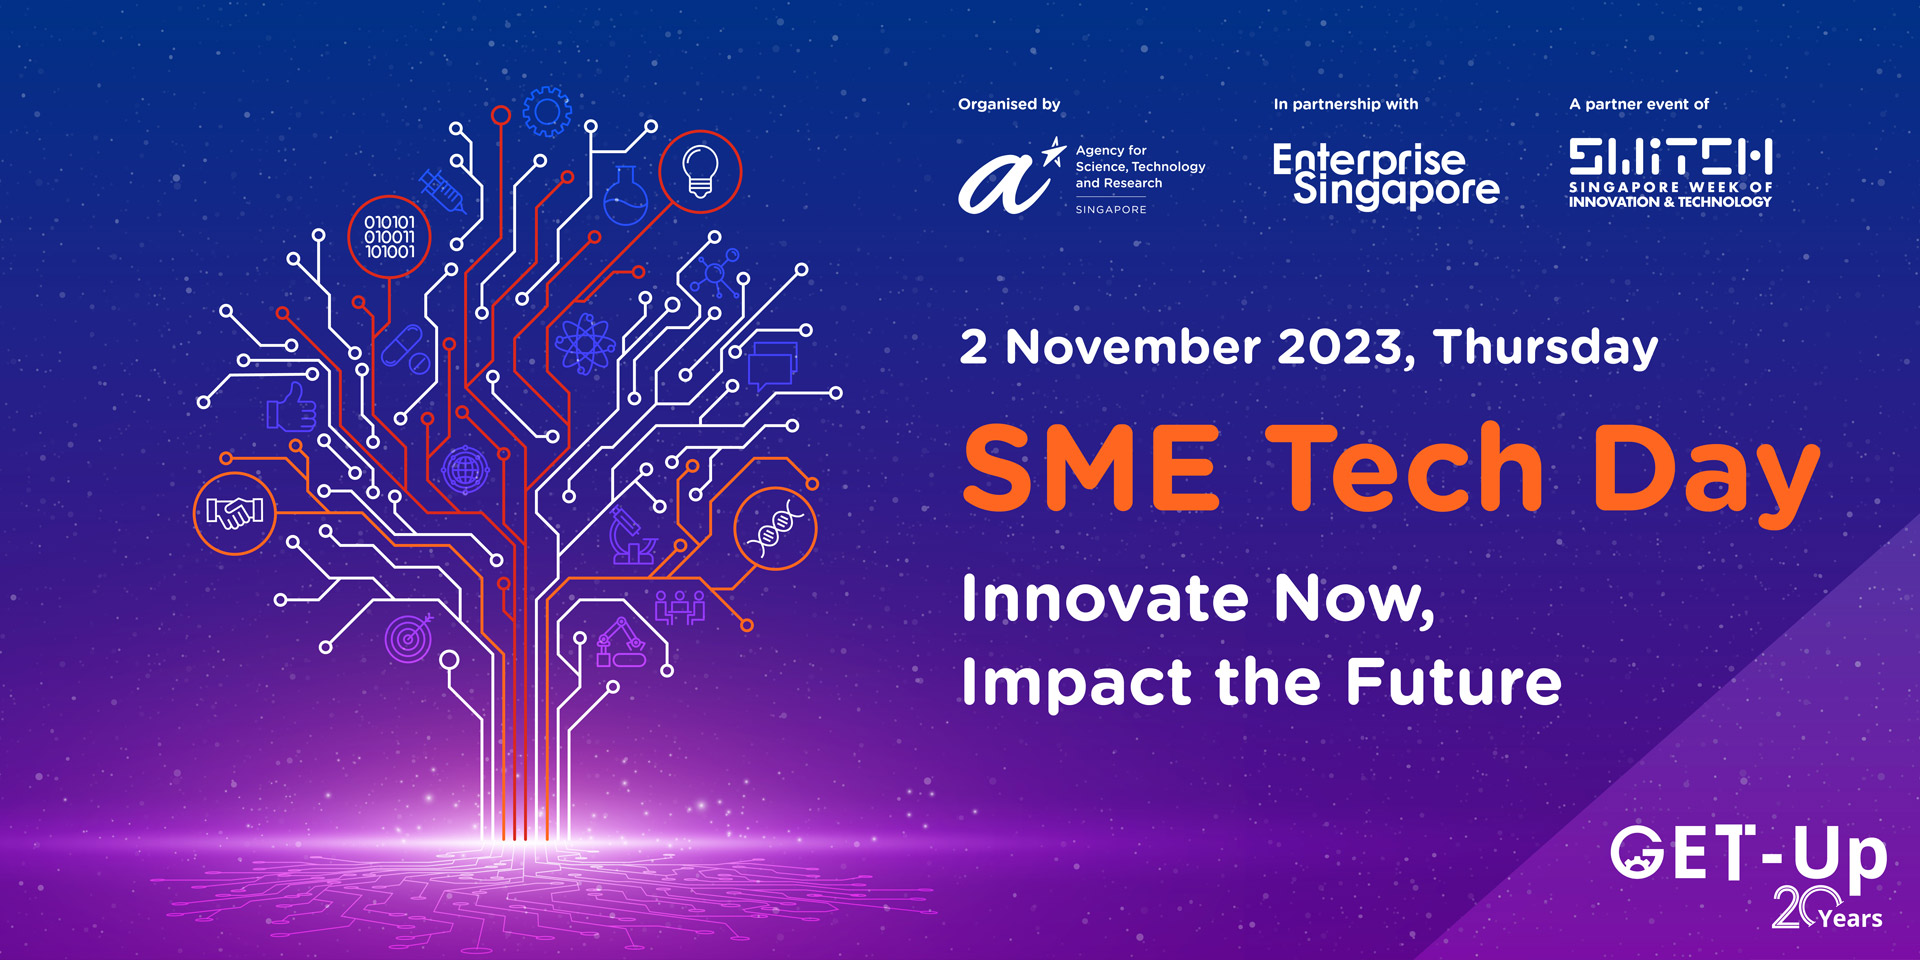 Organised by
In partnership with
A partner event of
Agency for
Science, Technology
and Research
SINGAPORE
Enterprise
Singapore
SWITCH
SINGAPORE WEEK OF
INNOVATION & TECHNOLOGY
010101
010011
101001
2 November 2023, Thursday
SME Tech Day
Innovate Now,
Impact the Future
GET-Up
20 Years